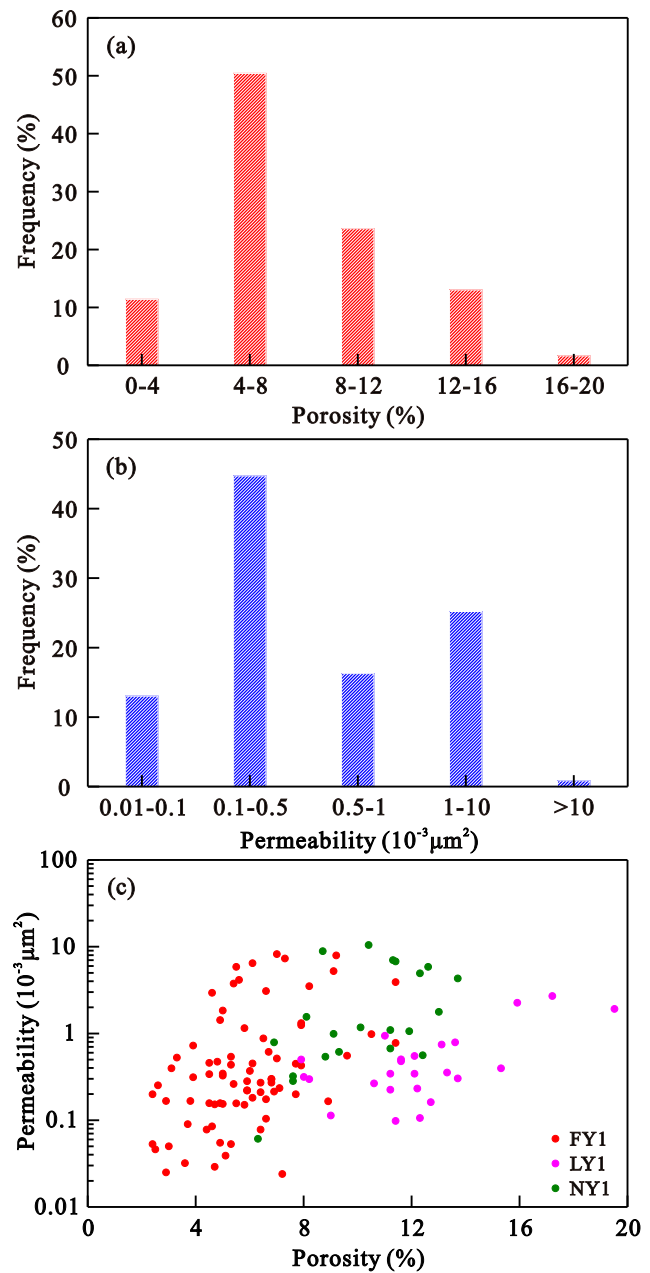 60
(a)
50
40
30
20
10
0
Frequency (%)
0-4 4-8 8-12 12-16 16-20
Porosity (%)
50
(b)
40
30
20
10
0
Frequency (%)
0.01-0.1 0.1-0.5 0.5-1 1-10 >10
Permeability (10⁻³μm²)
100
(c)
10
1
0.1
0.01
Permeability (10⁻³μm²)
FY1
LY1
NY1
0 4 8 12 16 20
Porosity (%)